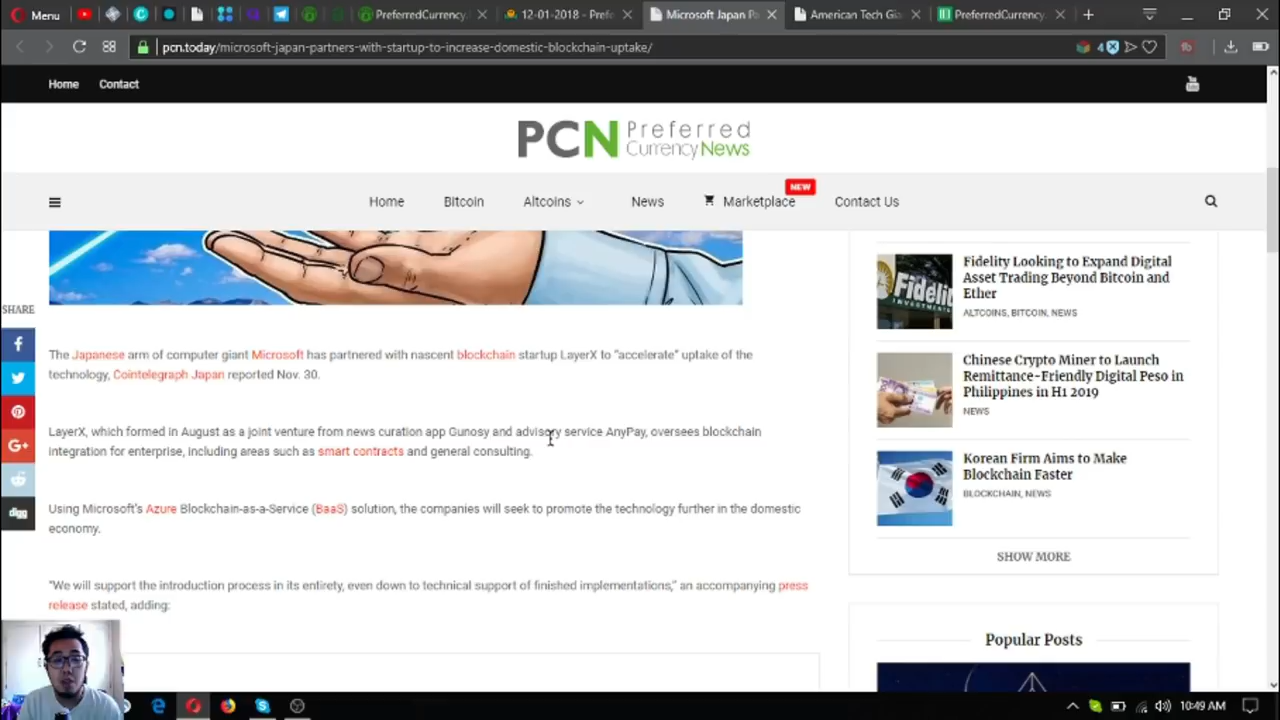 Menu
PreferredCurrency.
12-01-2018 - Prefe
Microsoft Japan Pa
American Tech Gia
PreferredCurrency
pcn.today/microsoft-japan-partners-with-startup-to-increase-domestic-blockchain-uptake/
4
Home
Contact
PCN Preferred
CurrencyNews
NEW
Home
Bitcoin
Altcoins
News
Marketplace
Contact Us
SHARE
The Japanese arm of computer giant Microsoft has partnered with nascent blockchain startup LayerX to “accelerate” uptake of the
technology, Cointelegraph Japan reported Nov. 30.
LayerX, which formed in August as a joint venture from news curation app Gunosy and advisory service AnyPay, oversees blockchain
integration for enterprise, including areas such as smart contracts and general consulting.
Using Microsoft's Azure Blockchain-as-a-Service (BaaS) solution, the companies will seek to promote the technology further in the domestic
economy.
“We will support the introduction process in its entirety, even down to technical support of finished implementations,” an accompanying press
release stated, adding:
digg
Fidelity
INVESTMENTS
Fidelity Looking to Expand Digital
Asset Trading Beyond Bitcoin and
Ether
ALTCOINS, BITCOIN, NEWS
Chinese Crypto Miner to Launch
Remittance-Friendly Digital Peso in
Philippines in H1 2019
NEWS
Korean Firm Aims to Make
Blockchain Faster
BLOCKCHAIN, NEWS
SHOW MORE
Popular Posts
10:49 AM